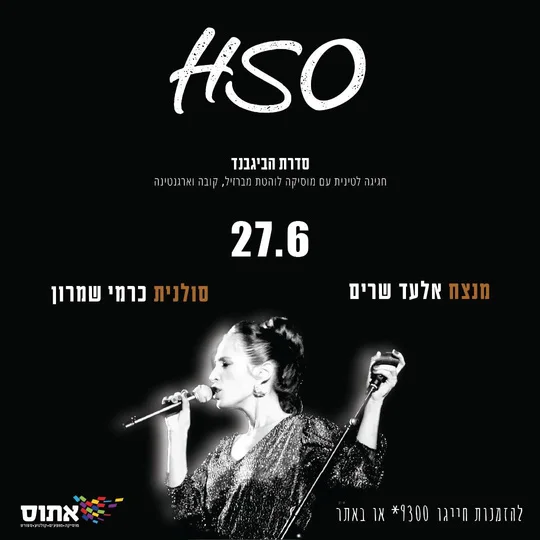 HSO
סדרת הביגבנד
חגיגה לטינית עם מוסיקה לוהטת מברזיל, קובה וארגנטינה
27.6
מנצח אלעד שרים
סולנית כרמי שמרון
להזמנות חייגו 9300* או באתר
אתוס